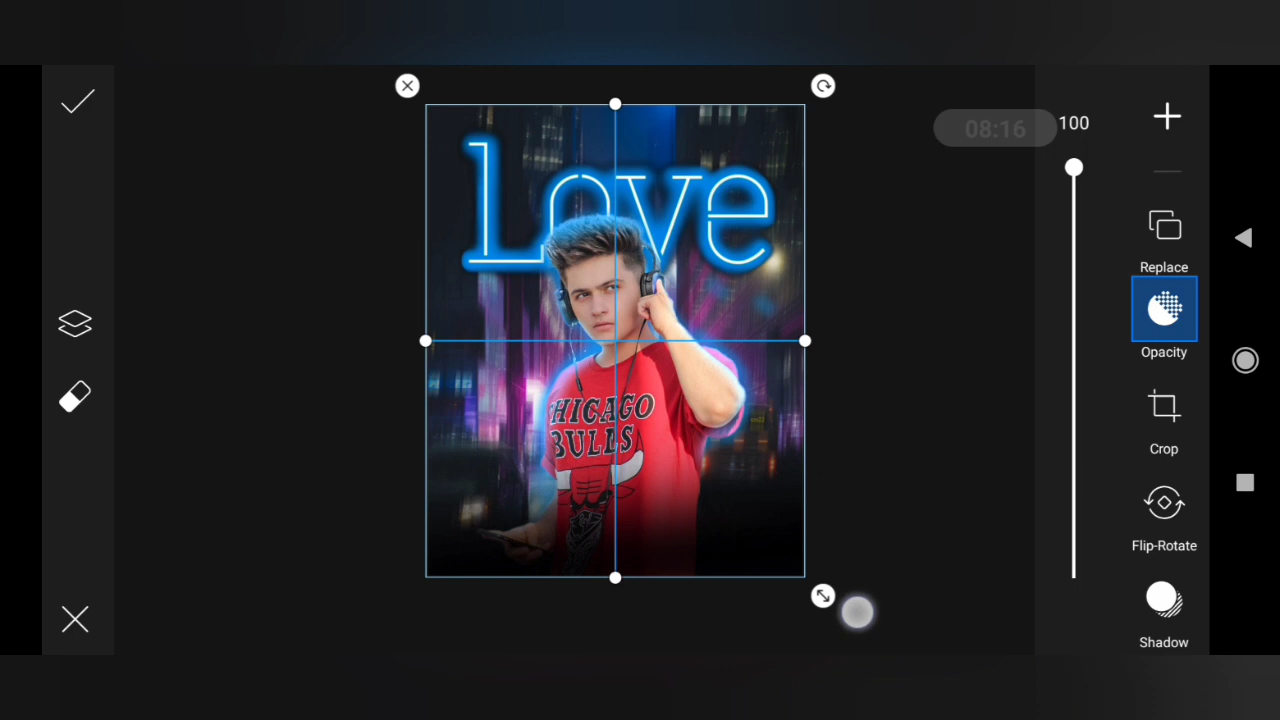 08:16
100
Love
Replace
Opacity
CHICAGO
BULLS
Crop
Flip-Rotate
Shadow